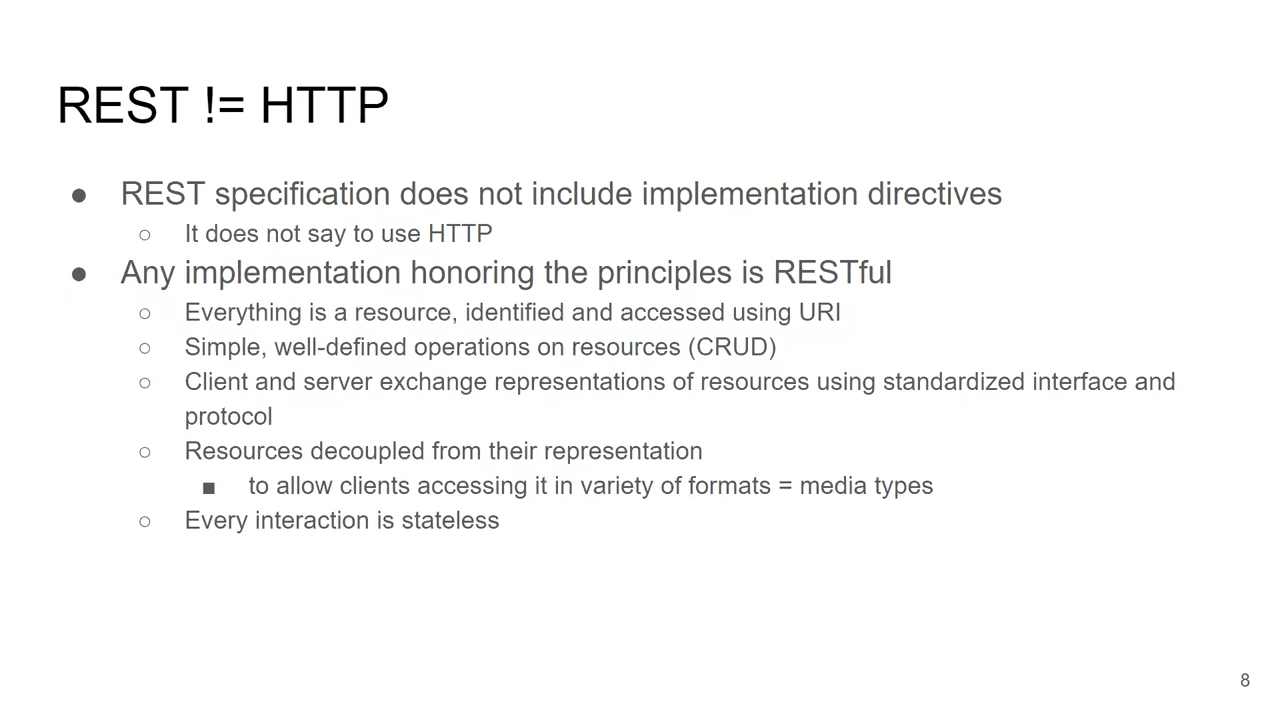 REST != HTTP
● REST specification does not include implementation directives
○ It does not say to use HTTP
● Any implementation honoring the principles is RESTful
○ Everything is a resource, identified and accessed using URI
○ Simple, well-defined operations on resources (CRUD)
○ Client and server exchange representations of resources using standardized interface and
protocol
○ Resources decoupled from their representation
■ to allow clients accessing it in variety of formats = media types
○ Every interaction is stateless
8